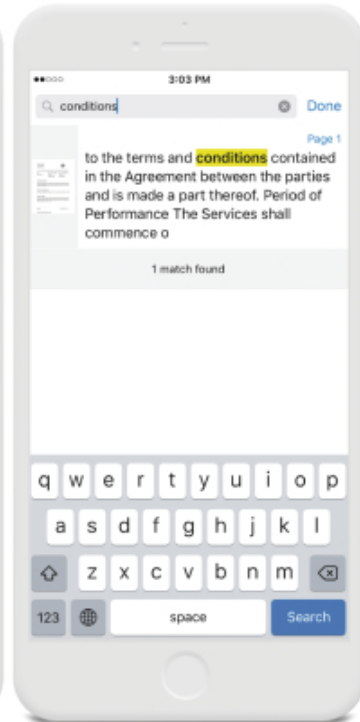 3:03 PM
conditions
Done
Page 1
to the terms and conditions contained
in the Agreement between the parties
and is made a part thereof. Period of
Performance The Services shall
commence o
1 match found
q w e r t y u i o p
a s d f g h j k l
z x c v b n m
123 space Search